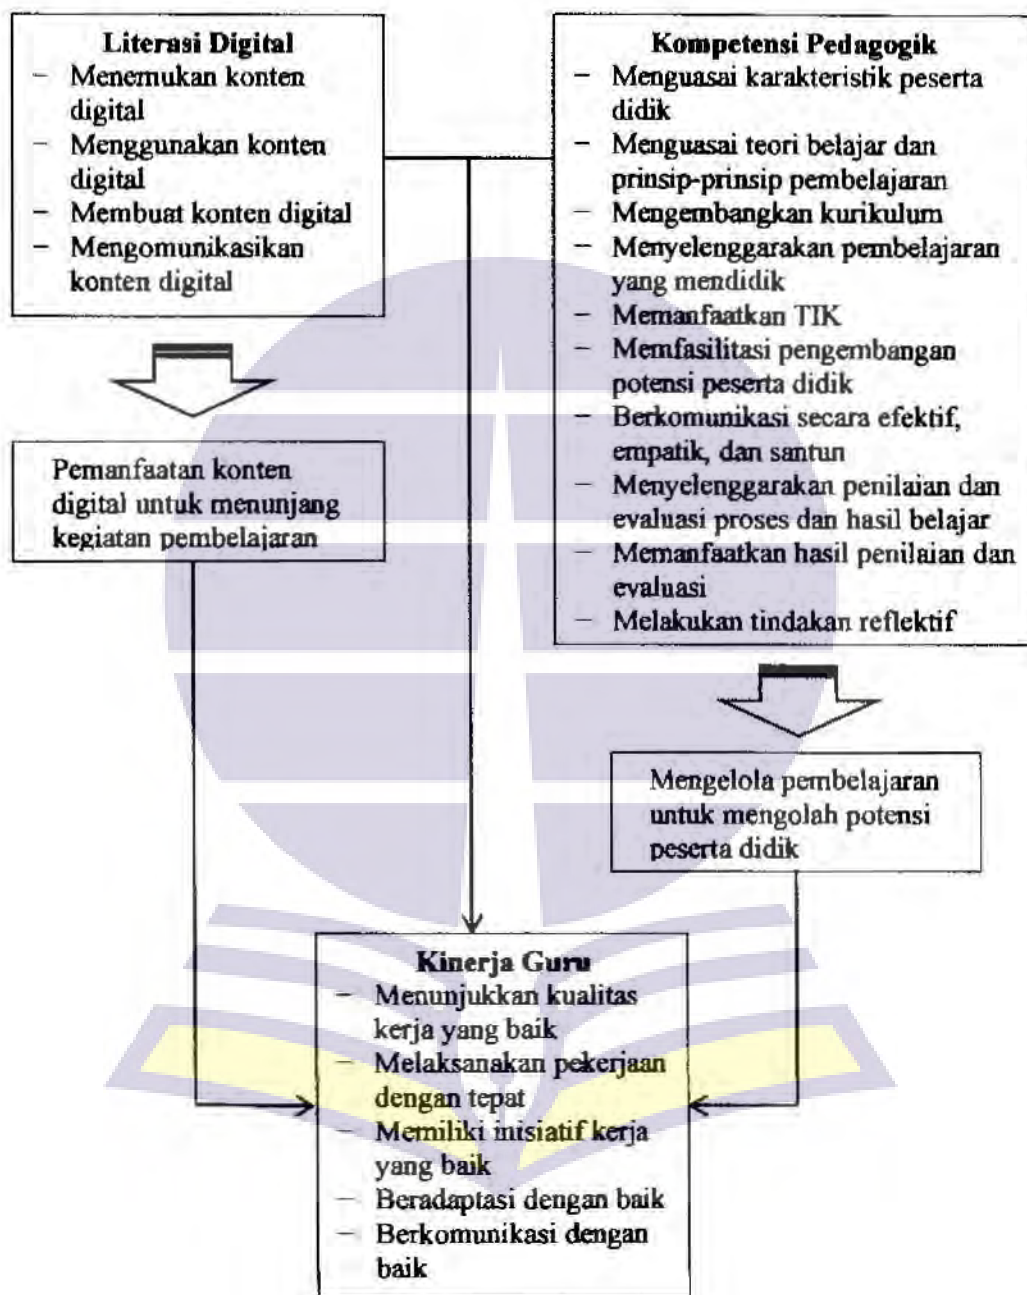 Literasi Digital
– Menemukan konten
digital
– Menggunakan konten
digital
– Membuat konten digital
– Mengomunikasikan
konten digital
Kompetensi Pedagogik
– Menguasai karakteristik peserta
didik
– Menguasai teori belajar dan
prinsip-prinsip pembelajaran
– Mengembangkan kurikulum
– Menyelenggarakan pembelajaran
yang mendidik
– Memanfaatkan TIK
– Memfasilitasi pengembangan
potensi peserta didik
– Berkomunikasi secara efektif,
empatik, dan santun
– Menyelenggarakan penilaian dan
evaluasi proses dan hasil belajar
– Memanfaatkan hasil penilaian dan
evaluasi
– Melakukan tindakan reflektif
Pemanfaatan konten
digital untuk menunjang
kegiatan pembelajaran
Mengelola pembelajaran
untuk mengolah potensi
peserta didik
Kinerja Guru
– Menunjukkan kualitas
kerja yang baik
– Melaksanakan pekerjaan
dengan tepat
– Memiliki inisiatif kerja
yang baik
– Beradaptasi dengan baik
– Berkomunikasi dengan
baik